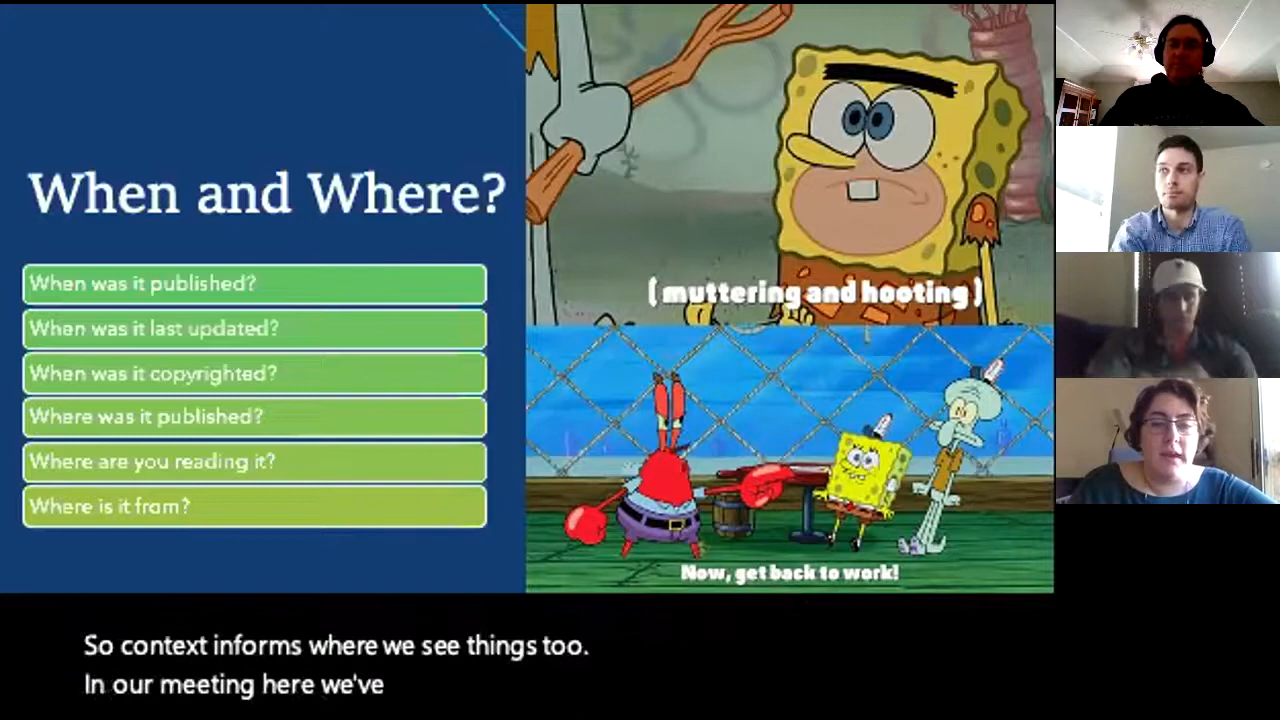 When and Where?
When was it published?
When was it last updated?
When was it copyrighted?
Where was it published?
Where are you reading it?
Where is it from?
(muttering and hooting)
Now, get back to work!
So context informs where we see things too.
In our meeting here we've